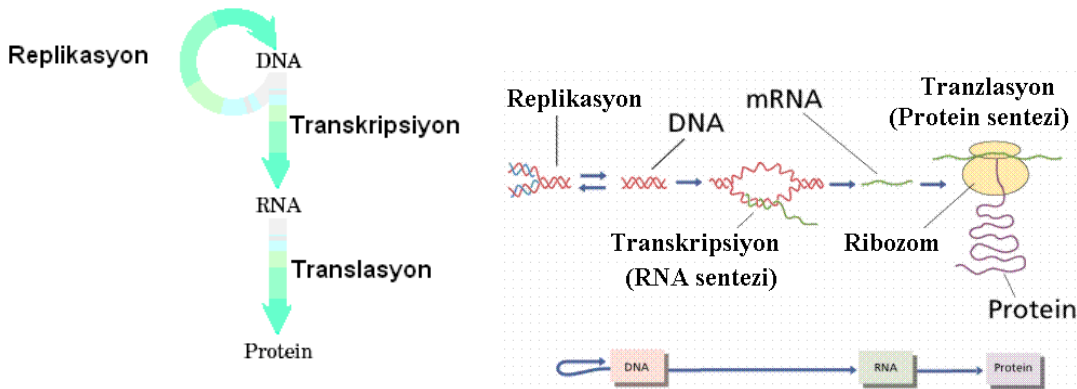 Replikasyon
DNA
Transkripsiyon
RNA
Translasyon
Protein
Replikasyon
DNA
mRNA
Tranzlasyon
(Protein sentezi)
Transkripsiyon
(RNA sentezi)
Ribozom
Protein
DNA
RNA
Protein